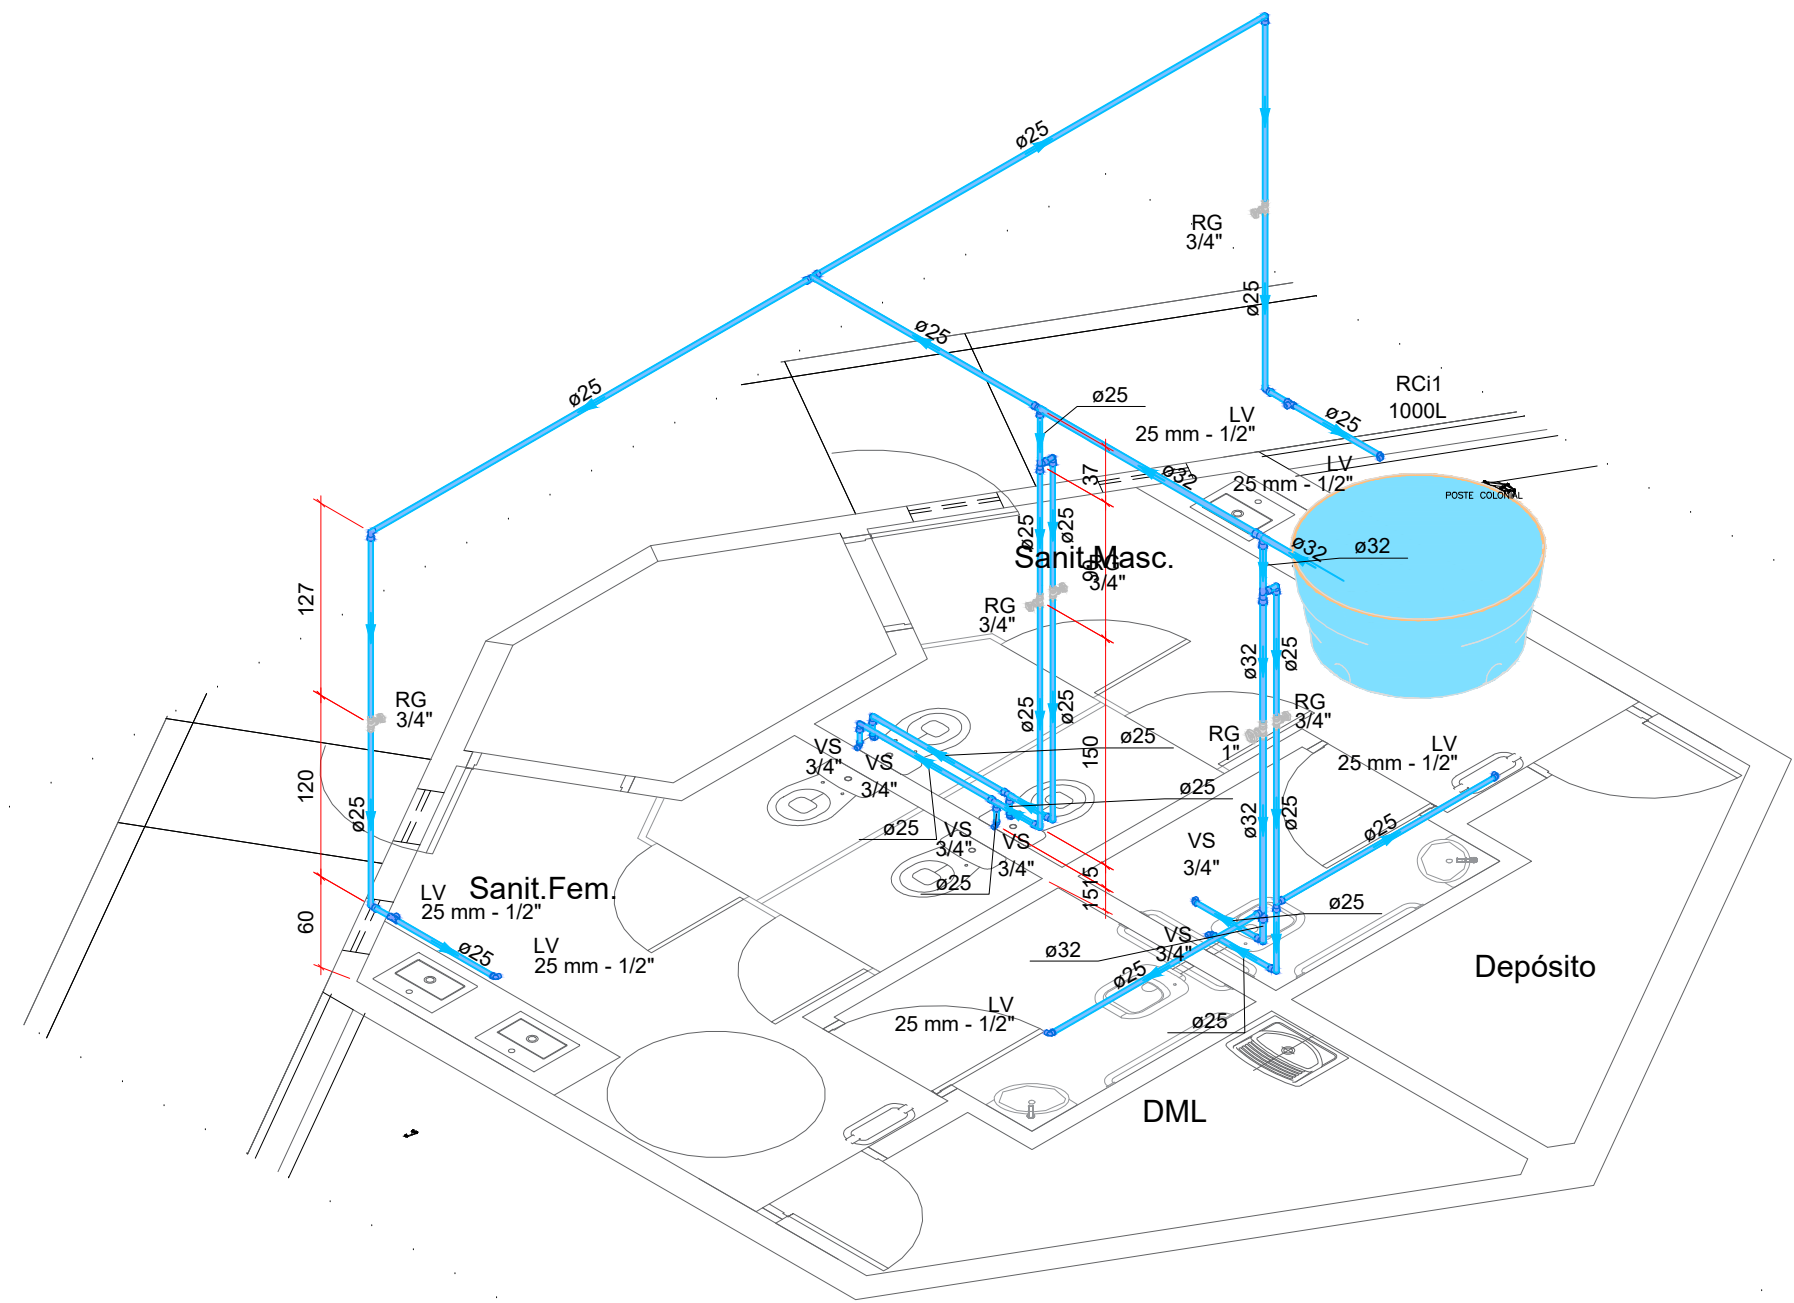 ø25
RG
3/4"
ø25
ø25
ø25
ø25
RCi1
1000L
LV
25 mm - 1/2"
ø25
LV
25 mm - 1/2"
POSTE COLONIAL
37
ø32
ø25
ø25
ø32
ø32
Sanit.Masc.
90
RG
3/4"
RG
3/4"
127
RG
3/4"
ø32
ø25
ø25
ø25
RG
3/4"
RG
1"
LV
25 mm - 1/2"
VS
3/4"
VS
3/4"
ø25
150
120
ø25
ø25
ø25
VS
3/4"
VS
3/4"
VS
3/4"
ø32
ø25
ø25
ø25
1515
Sanit.Fem.
LV
25 mm - 1/2"
60
ø25
LV
25 mm - 1/2"
ø25
VS
3/4"
ø32
ø25
Depósito
LV
25 mm - 1/2"
ø25
DML